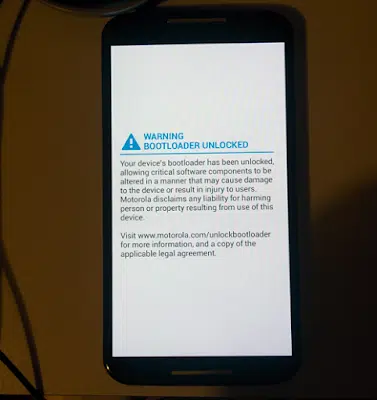 WARNING
BOOTLOADER UNLOCKED
Your device's bootloader has been unlocked,
allowing critical software components to be
altered in a manner that may cause damage
to the device or result in injury to users.
Motorola disclaims any liability for harming
person or property resulting from use of this
device.
Visit www.motorola.com/unlockbootloader
for more information, and a copy of the
applicable legal agreement.